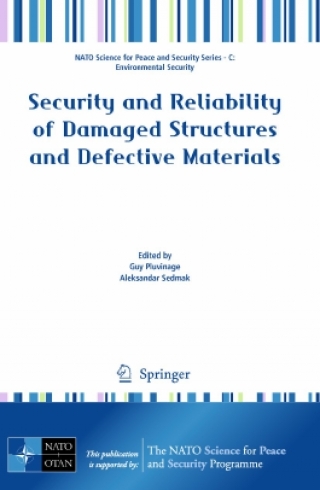 NATO Science for Peace and Security Series - C:
Environmental Security
Security and Reliability
of Damaged Structures
and Defective Materials
Edited by
Guy Pluvinage
Aleksandar Sedmak
Springer
NATO
OTAN
This publication
is supported by:
The NATO Science for Peace
and Security Programme